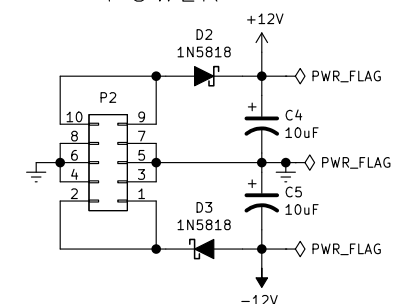 +12V
D2
1N5818
PWR_FLAG
P2
10 9
8 7
6 5
4 3
2 1
+
C4
10uF
PWR_FLAG
+
C5
10uF
D3
1N5818
PWR_FLAG
-12V